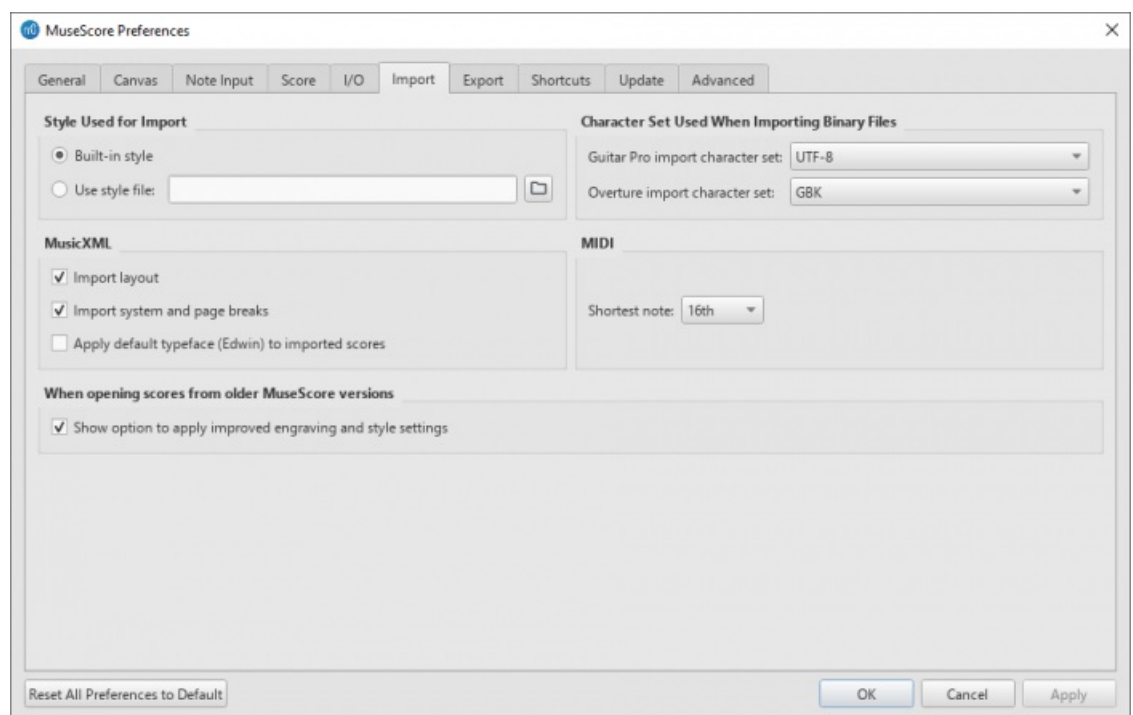 MuseScore Preferences
General Canvas Note Input Score I/O Import Export Shortcuts Update Advanced
Style Used for Import
Built-in style
Use style file:
Character Set Used When Importing Binary Files
Guitar Pro import character set: UTF-8
Overture import character set: GBK
MusicXML
Import layout
Import system and page breaks
Apply default typeface (Edwin) to imported scores
MIDI
Shortest note: 16th
When opening scores from older MuseScore versions
Show option to apply improved engraving and style settings
Reset All Preferences to Default OK Cancel Apply